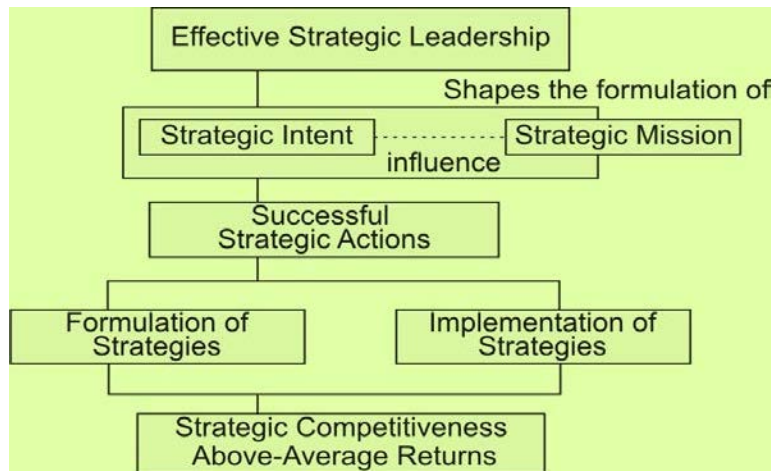 Effective Strategic Leadership
Shapes the formulation of
Strategic Intent
Strategic Mission
influence
Successful
Strategic Actions
Formulation of
Strategies
Implementation of
Strategies
Strategic Competitiveness
Above-Average Returns